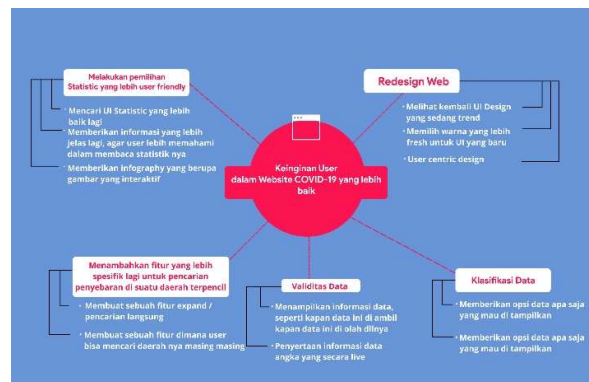 Melakukan pemilihan
Statistic yang lebih user friendly
Mencari UI Statistic yang lebih
baik lagi
Memberikan informasi yang lebih
jelas lagi, agar user lebih memahami
dalam membaca statistik nya
Memberikan infography yang berupa
gambar yang interaktif
Redesign Web
Melihat kembali UI Design
yang sedang trend
Memilih warna yang lebih
fresh untuk UI yang baru
User centric design
Keinginan User
dalam Website COVID-19 yang lebih
baik
Menambahkan fitur yang lebih
spesifik lagi untuk pencarian
penyebaran di suatu daerah terpencil
Membuat sebuah fitur expand /
pencarian langsung
Membuat sebuah fitur dimana user
bisa mencari daerah nya masing masing
Validitas Data
Menampilkan informasi data,
seperti kapan data ini di ambil
kapan data ini di olah dllnya
Penyertaan informasi data
angka yang secara live
Klasifikasi Data
Memberikan opsi data apa saja
yang mau di tampilkan
Memberikan opsi data apa saja
yang mau di tampilkan